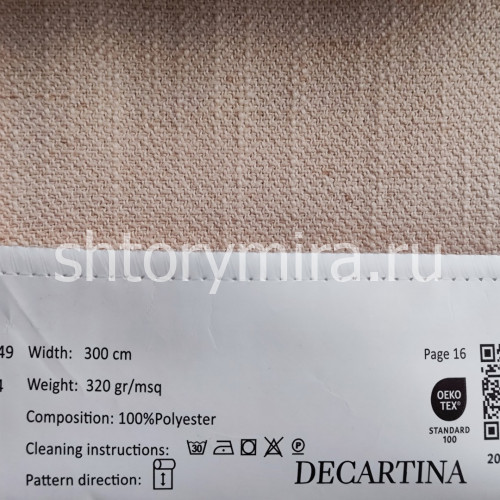 shtorymira.ru
49 Width: 300 cm
Page 16
4 Weight: 320 gr/msq
OEKO
TEX®
Composition: 100%Polyester
STANDARD
100
Cleaning instructions: 30 P
20
Pattern direction:
DECARTINA